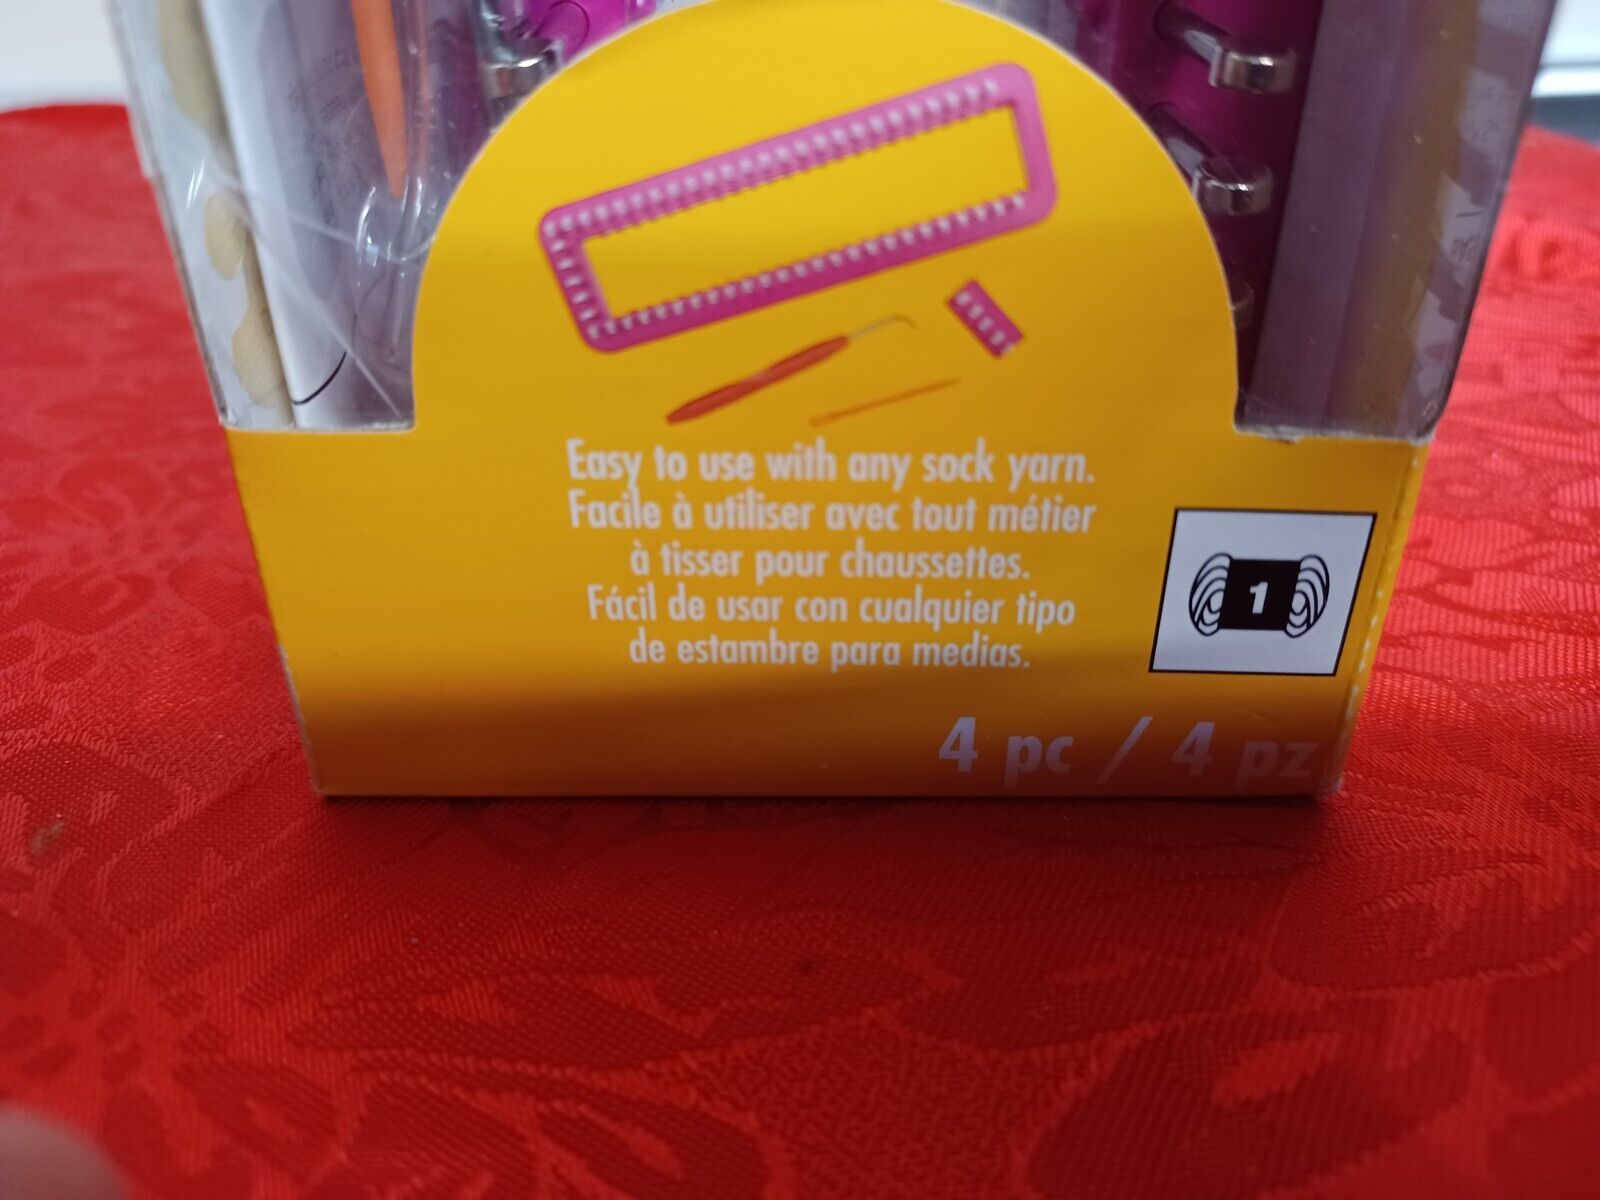 Easy to use with any sock yarn.
Facile à utiliser avec tout métier
à tisser pour chaussettes.
Fácil de usar con cualquier tipo
de estambre para medias.
1
4 pc / 4 pz